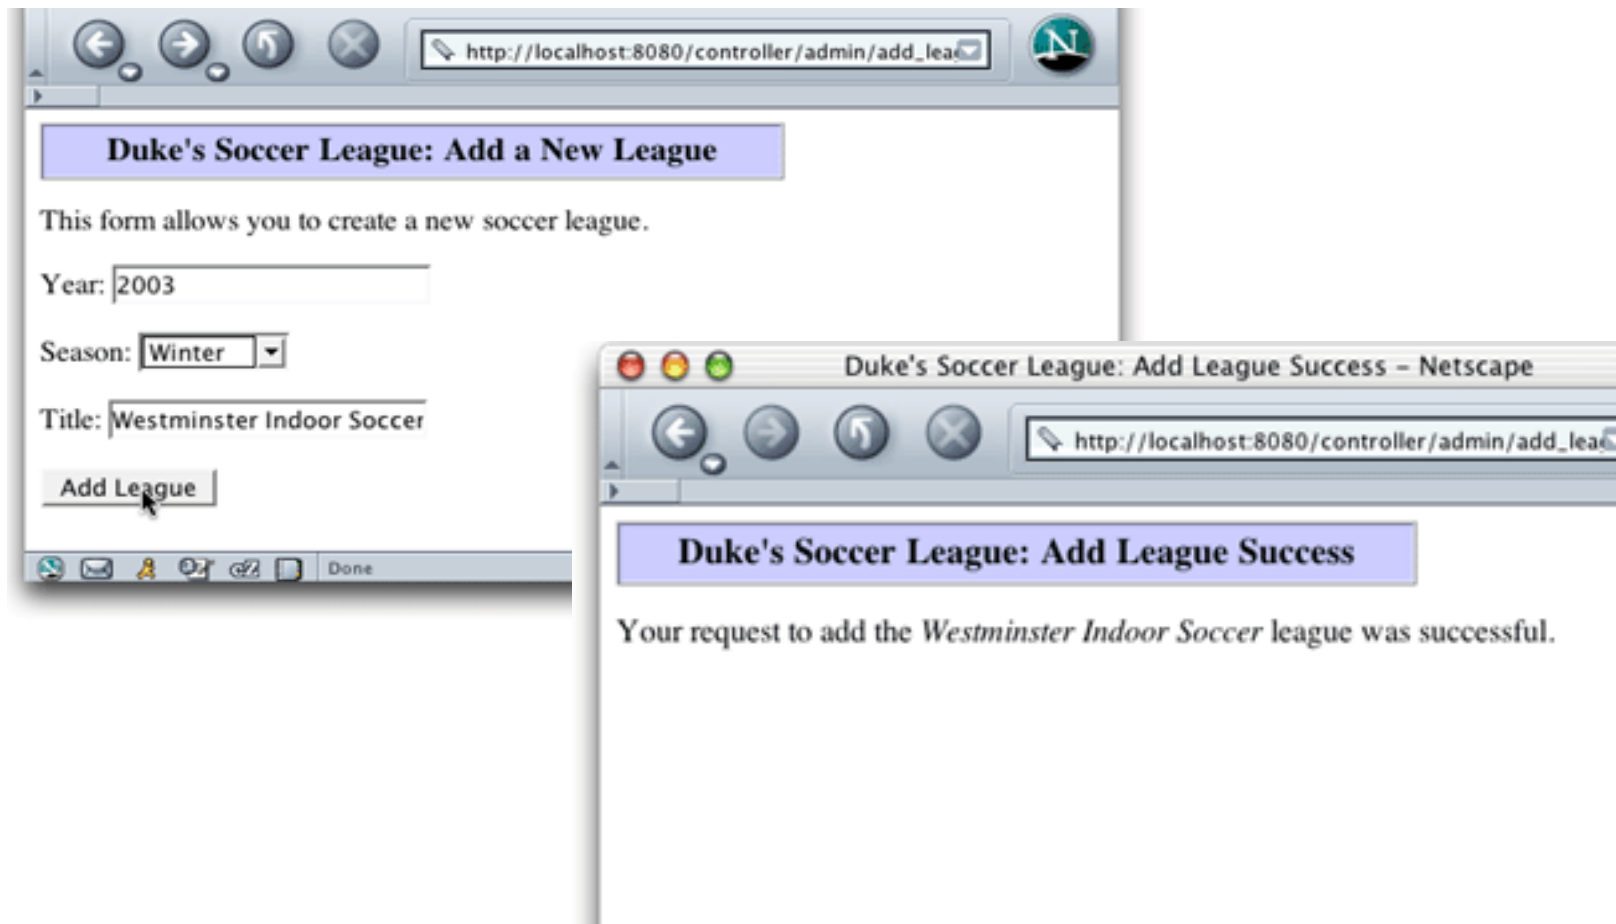 http://localhost:8080/controller/admin/add_lea
N
Duke's Soccer League: Add a New League
This form allows you to create a new soccer league.
Year: 2003
Season: Winter
Title: Westminster Indoor Soccer
Add League
Done
Duke's Soccer League: Add League Success – Netscape
http://localhost:8080/controller/admin/add_lea
Duke's Soccer League: Add League Success
Your request to add the Westminster Indoor Soccer league was successful.